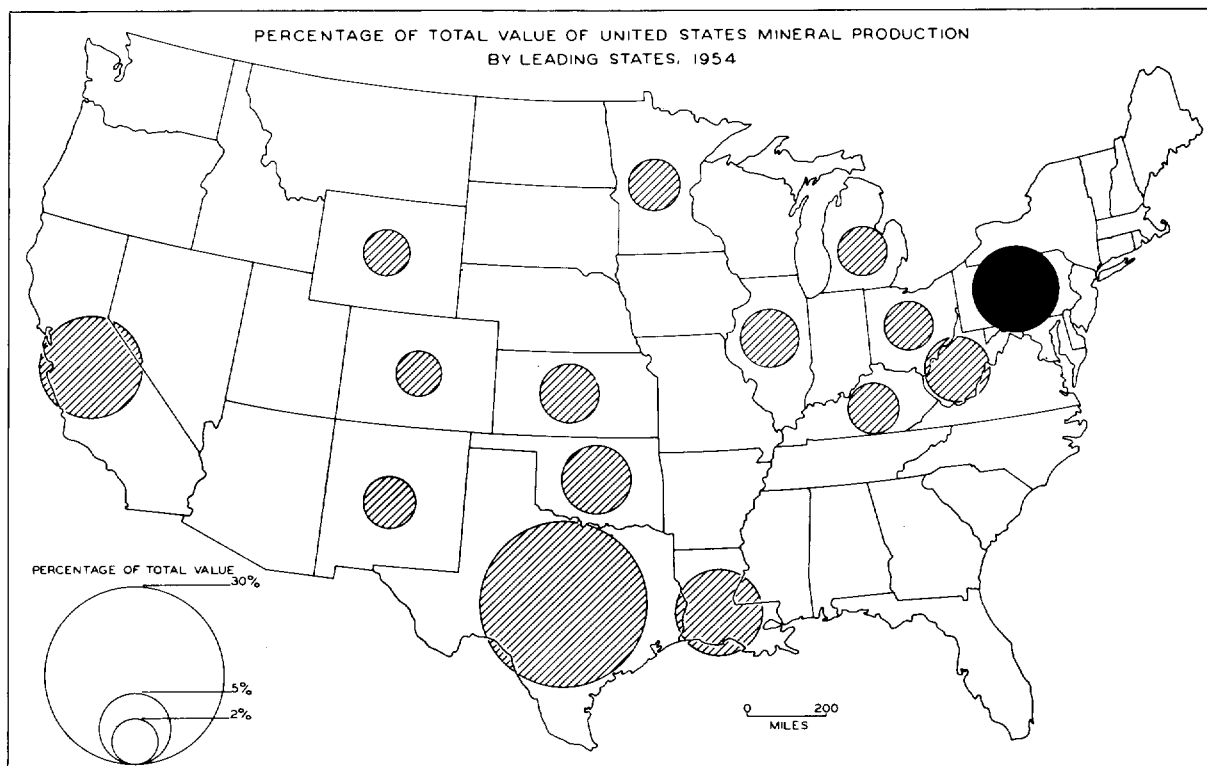 PERCENTAGE OF TOTAL VALUE OF UNITED STATES MINERAL PRODUCTION
BY LEADING STATES, 1954
PERCENTAGE OF TOTAL VALUE
30%
5%
2%
0 200
MILES